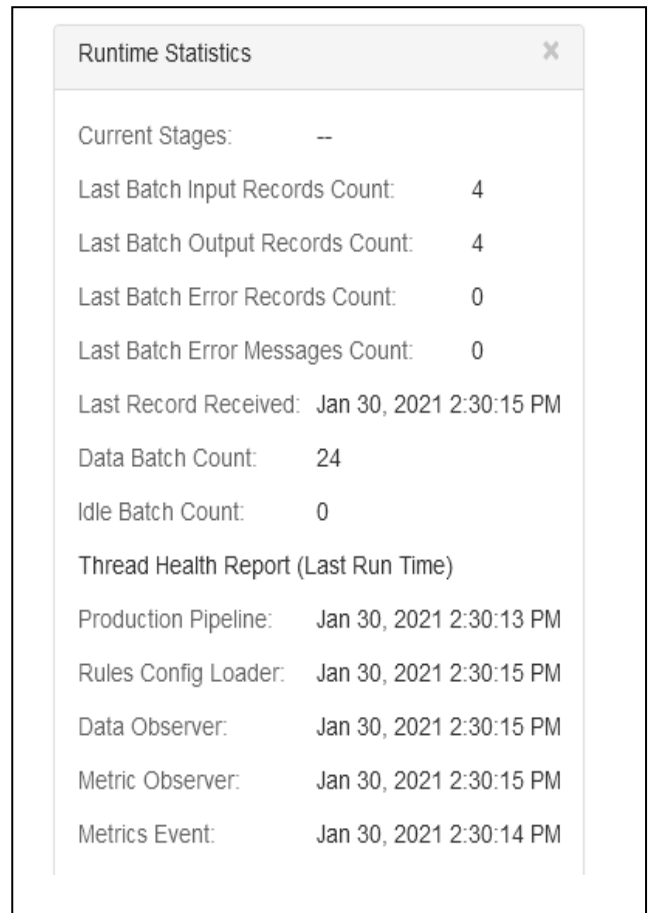 Runtime Statistics ×
Current Stages: --
Last Batch Input Records Count: 4
Last Batch Output Records Count: 4
Last Batch Error Records Count: 0
Last Batch Error Messages Count: 0
Last Record Received: Jan 30, 2021 2:30:15 PM
Data Batch Count: 24
Idle Batch Count: 0
Thread Health Report (Last Run Time)
Production Pipeline: Jan 30, 2021 2:30:13 PM
Rules Config Loader: Jan 30, 2021 2:30:15 PM
Data Observer: Jan 30, 2021 2:30:15 PM
Metric Observer: Jan 30, 2021 2:30:15 PM
Metrics Event: Jan 30, 2021 2:30:14 PM